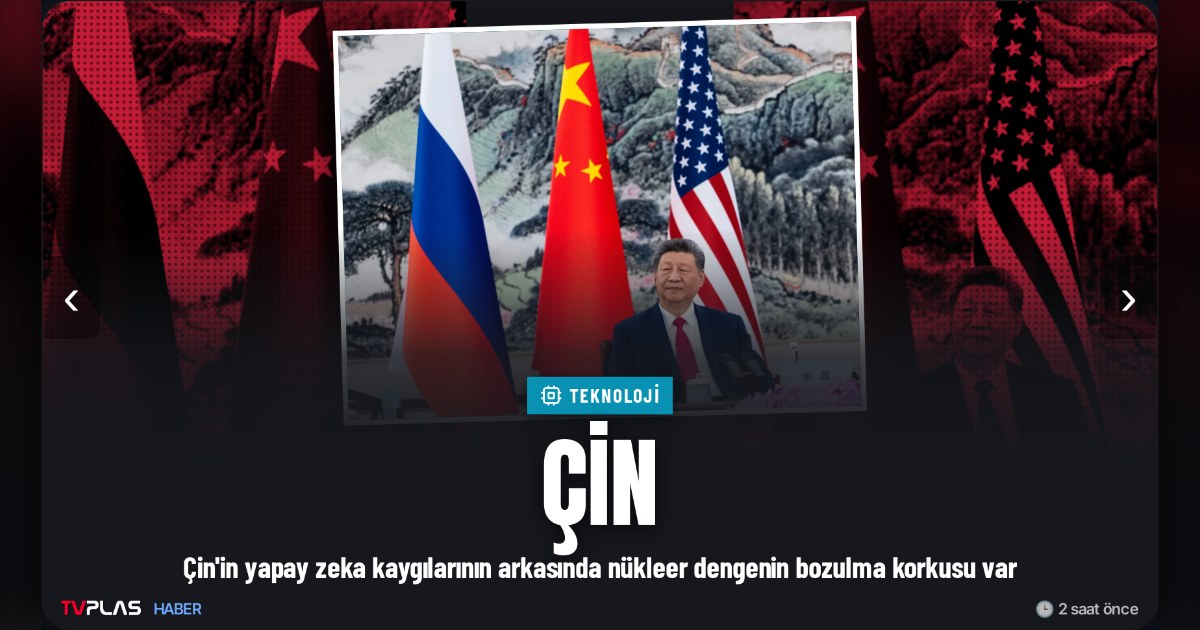 TEKNOLOJİ
ÇİN
Çin'in yapay zeka kaygılarının arkasında nükleer dengenin bozulma korkusu var
TVPLAS HABER
2 saat önce